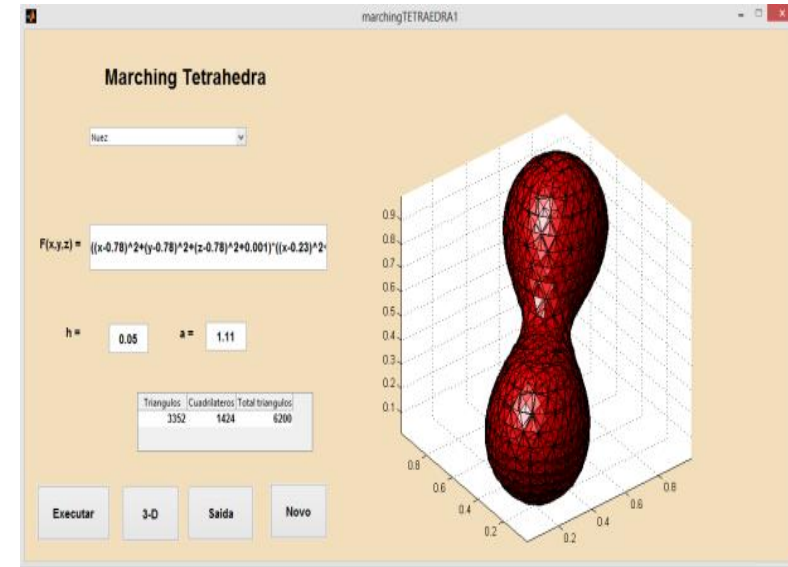 marchingTETRAEDRA1
Marching Tetrahedra
Nuez
F(x,y,z) = ((x-0.78)^2+(y-0.78)^2+(z-0.78)^2+0.001)*((x-0.23)^2+
h = 0.05 a = 1.11
Triangulos Cuadrilateros Total triangulos
3352 1424 6200
Executar 3-D Saida Novo
0.9
0.8
0.7
0.6
0.5
0.4
0.3
0.2
0.1
0.8
0.6
0.4
0.2
0.2
0.4
0.6
0.8